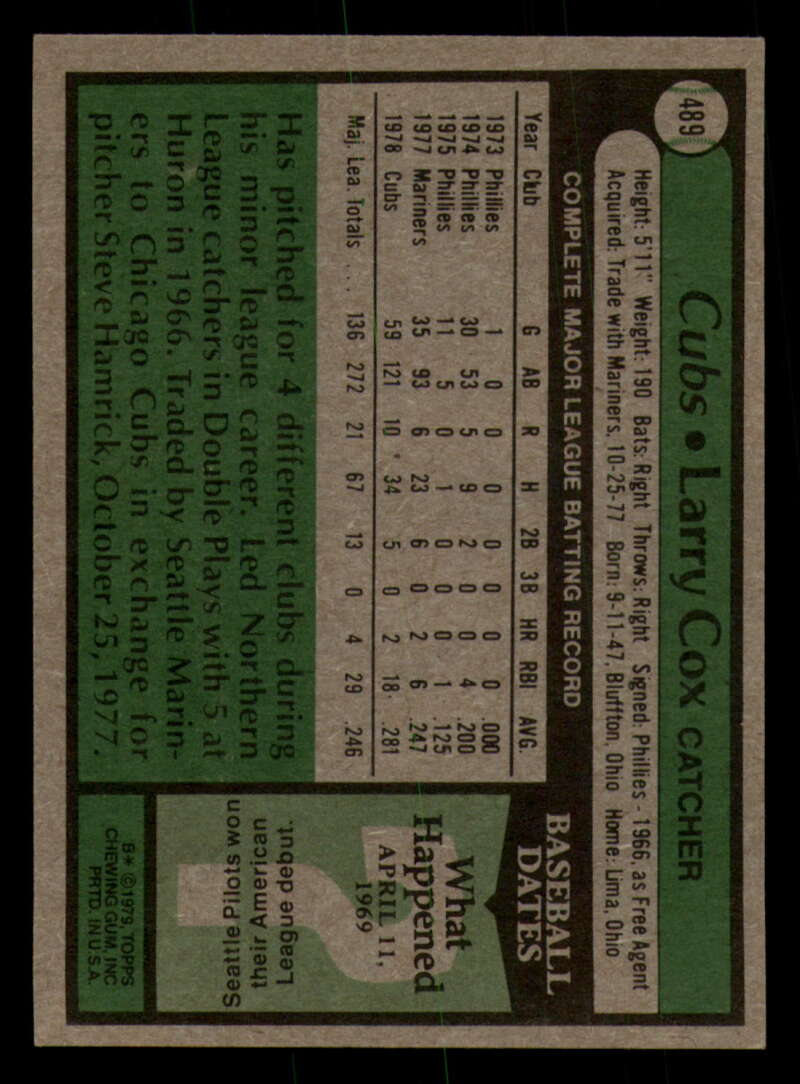 489
Cubs • Larry Cox CATCHER
Height: 5'11" Weight: 190 Bats: Right Throws: Right Signed: Phillies - 1966, as Free Agent
Acquired: Trade with Mariners, 10-25-77 Born: 9-11-47, Bluffton, Ohio Home: Lima, Ohio
COMPLETE MAJOR LEAGUE BATTING RECORD
Year Club G AB R H 2B 3B HR RBI AVG.
1973 Phillies 1 0 0 0 0 0 0 0 .000
1974 Phillies 30 53 5 9 2 0 0 4 .200
1975 Phillies 11 5 0 1 0 0 0 1 .125
1977 Mariners 35 93 6 23 6 0 2 6 .247
1978 Cubs 59 121 10 34 5 0 2 18 .281
Maj. Lea. Totals . . . 136 272 21 67 13 0 4 29 .246
Has pitched for 4 different clubs during
his minor league career. Led Northern
League catchers in Double Plays with 5 at
Huron in 1966. Traded by Seattle Marin-
ers to Chicago Cubs in exchange for
pitcher Steve Hamrick, October 25, 1977.
BASEBALL
DATES
What
Happened
APRIL 11,
1969
Seattle Pilots won
their American
League debut.
B* ©1979, TOPPS
CHEWING GUM, INC
PRTD. IN U.S.A.